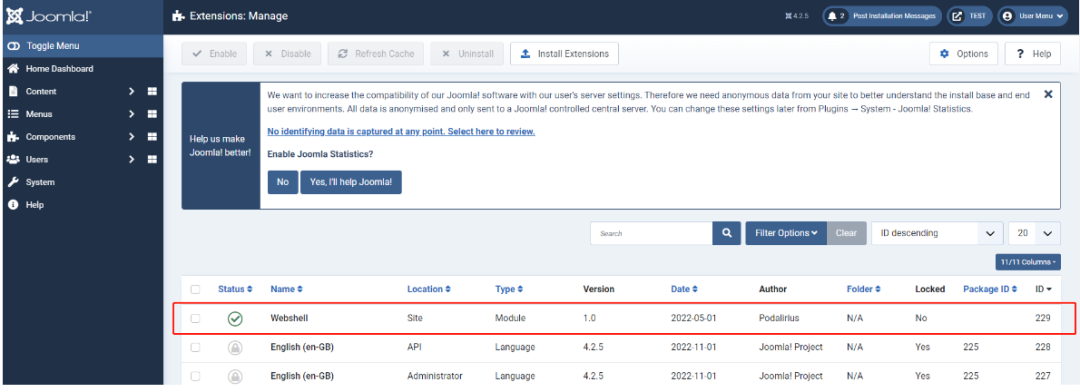 Joomla!®
Extensions: Manage
4.2.5
2 Post Installation Messages
TEST
User Menu
Toggle Menu
Home Dashboard
Content
Menus
Components
Users
System
Help
Enable
Disable
Refresh Cache
Uninstall
Install Extensions
Options
? Help
Help us make
Joomla! better!
We want to increase the compatibility of our Joomla! software with our user's server settings. Therefore we need anonymous data from your site to better understand the install base and end
user environments. All data is anonymised and only sent to a Joomla! controlled central server. You can change these settings later from Plugins → System - Joomla! Statistics.
No identifying data is captured at any point. Select here to review.
Enable Joomla Statistics?
No
Yes, I'll help Joomla!
Search
Filter Options
Clear
ID descending
20
11/11 Columns
Status Name Location Type Version Date Author Folder Locked Package ID ID
Webshell Site Module 1.0 2022-05-01 Podalirius N/A No 229
English (en-GB) API Language 4.2.5 2022-11-01 Joomla! Project N/A Yes 225 228
English (en-GB) Administrator Language 4.2.5 2022-11-01 Joomla! Project N/A Yes 225 227